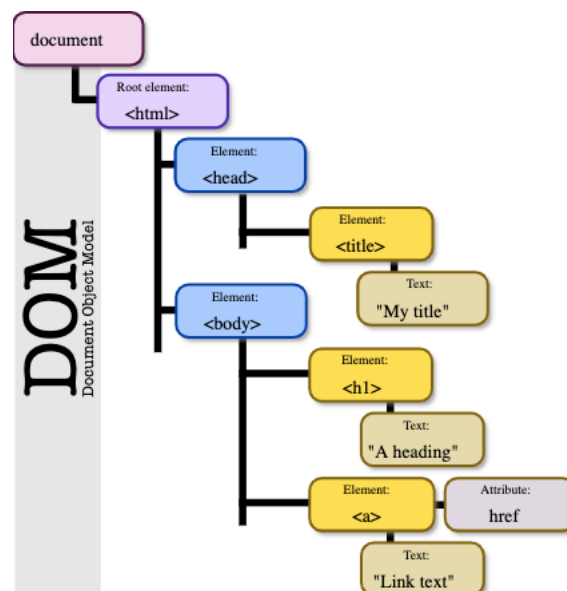 document
Root element:
<html>
Element:
<head>
Element:
<title>
Text:
"My title"
Element:
<body>
Element:
<h1>
Text:
"A heading"
Element:
<a>
Attribute:
href
Text:
"Link text"
DOM
Document Object Model